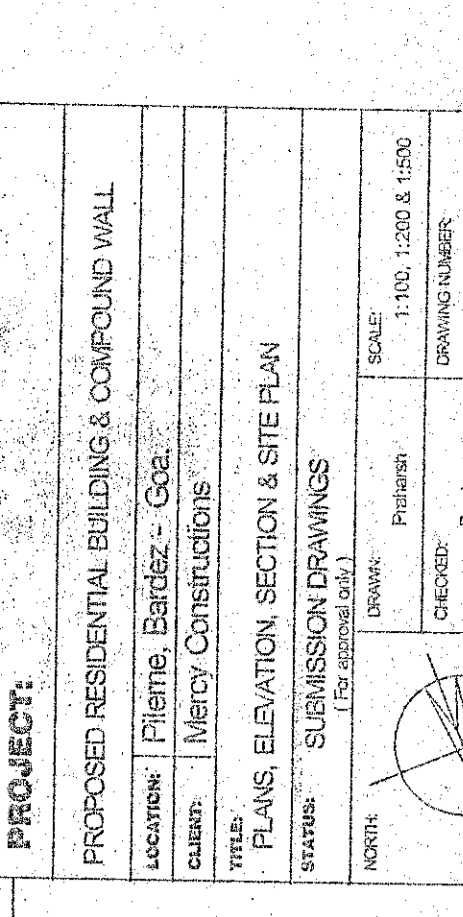 PROJECT:
PROPOSED RESIDENTIAL BUILDING & COMPOUND WALL
LOCATION: Pilerne, Bardez - Goa.
CLIENT: Mercy Constructions
TITLE:
PLANS, ELEVATION, SECTION & SITE PLAN
STATUS: SUBMISSION DRAWINGS
( For approval only )
NORTH:
DRAWN: Praharsh
SCALE:
1:100, 1:200 & 1:500
CHECKED:
DRAWING NUMBER: